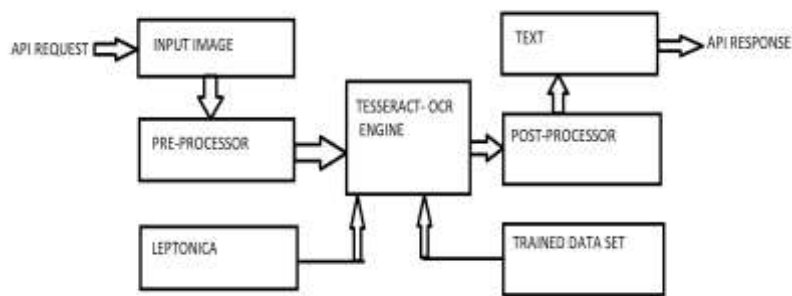 INPUT IMAGE
TEXT
API REQUEST
API RESPONSE
TESSERACT- OCR
ENGINE
PRE-PROCESSOR
POST-PROCESSOR
LEPTONICA
TRAINED DATA SET